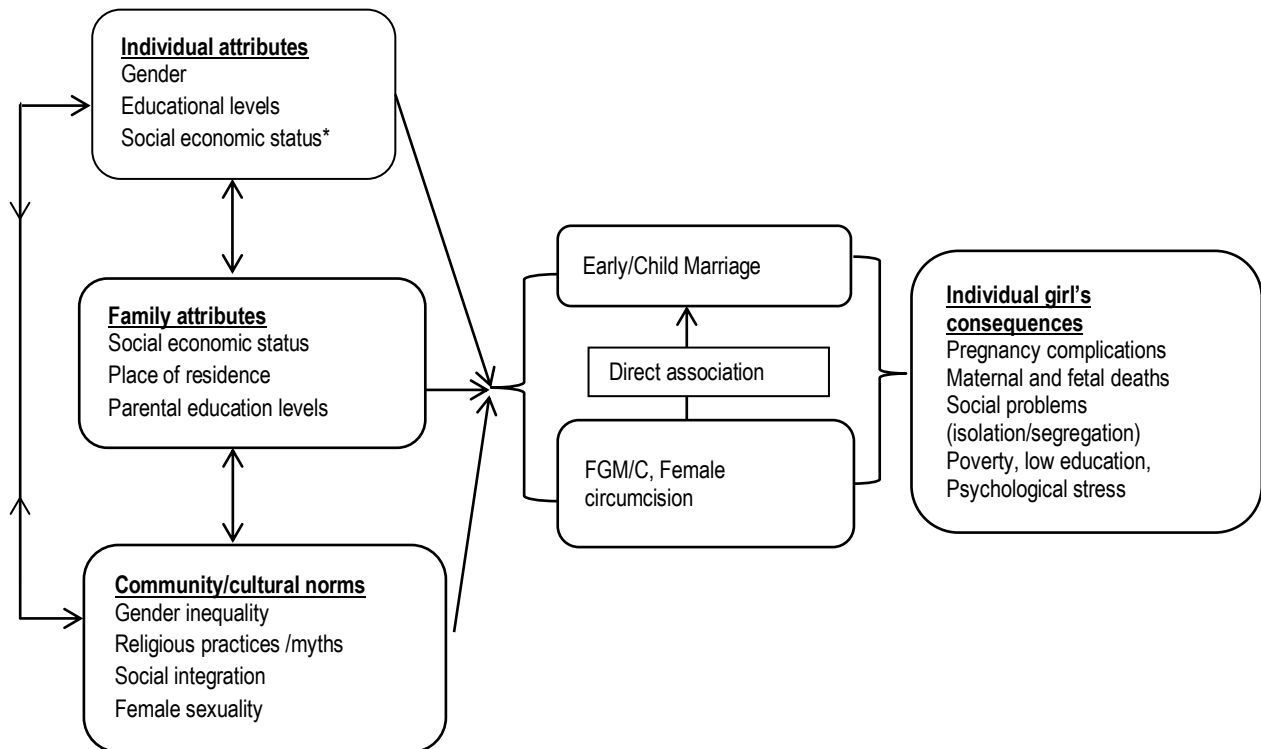 Individual attributes
Gender
Educational levels
Social economic status*
Family attributes
Social economic status
Place of residence
Parental education levels
Community/cultural norms
Gender inequality
Religious practices /myths
Social integration
Female sexuality
Early/Child Marriage
Direct association
FGM/C, Female
circumcision
Individual girl’s
consequences
Pregnancy complications
Maternal and fetal deaths
Social problems
(isolation/segregation)
Poverty, low education,
Psychological stress